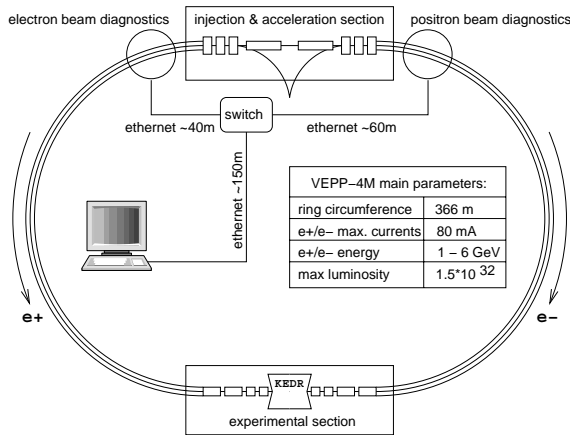 electron beam diagnostics
injection & acceleration section
positron beam diagnostics
switch
ethernet ~40m
ethernet ~60m
ethernet ~150m
VEPP-4M main parameters:
ring circumference 366 m
e+/e- max. currents 80 mA
e+/e- energy 1 - 6 GeV
max luminosity 1.5*10 32
e+
e-
KEDR
experimental section